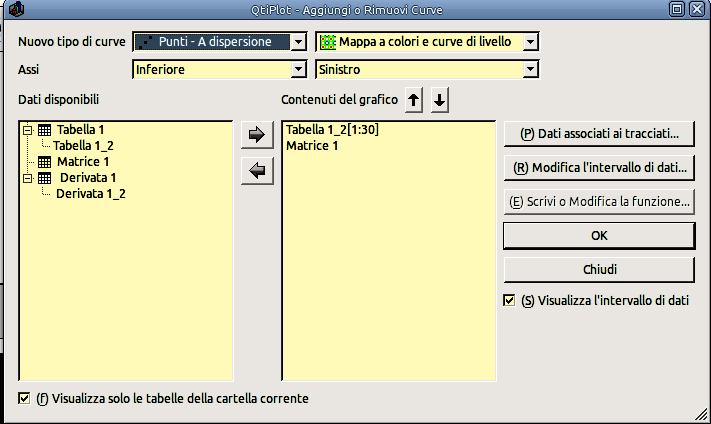 QtiPlot - Aggiungi o Rimuovi Curve
Nuovo tipo di curve Punti - A dispersione Mappa a colori e curve di livello
Assi Inferiore Sinistro
Dati disponibili Contenuti del grafico
Tabella 1
Tabella 1_2
Matrice 1
Derivata 1
Derivata 1_2
Tabella 1_2[1:30]
Matrice 1
(P) Dati associati ai tracciati...
(R) Modifica l'intervallo di dati...
(E) Scrivi o Modifica la funzione...
OK
Chiudi
(S) Visualizza l'intervallo di dati
(f) Visualizza solo le tabelle della cartella corrente